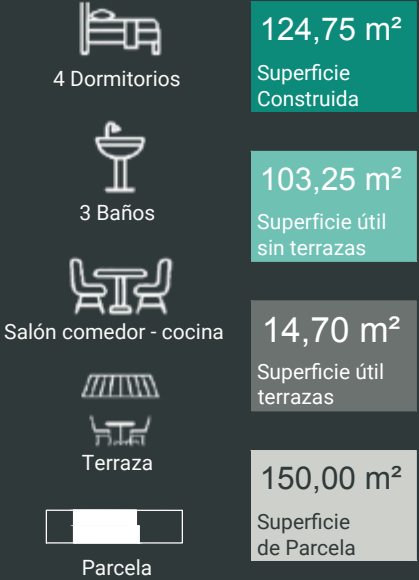 4 Dormitorios
3 Baños
Salón comedor - cocina
Terraza
Parcela
124,75 m²
Superficie
Construida
103,25 m²
Superficie útil
sin terrazas
14,70 m²
Superficie útil
terrazas
150,00 m²
Superficie
de Parcela